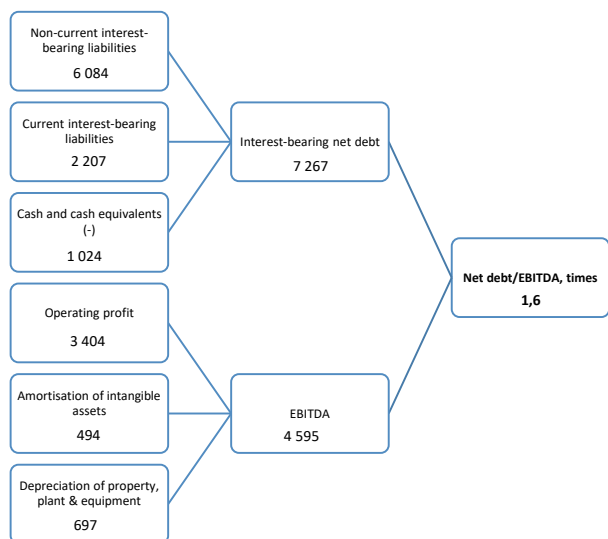 Non-current interest-
bearing liabilities
6 084
Current interest-bearing
liabilities
2 207
Cash and cash equivalents
(-)
1 024
Interest-bearing net debt
7 267
Net debt/EBITDA, times
1,6
Operating profit
3 404
Amortisation of intangible
assets
494
Depreciation of property,
plant & equipment
697
EBITDA
4 595